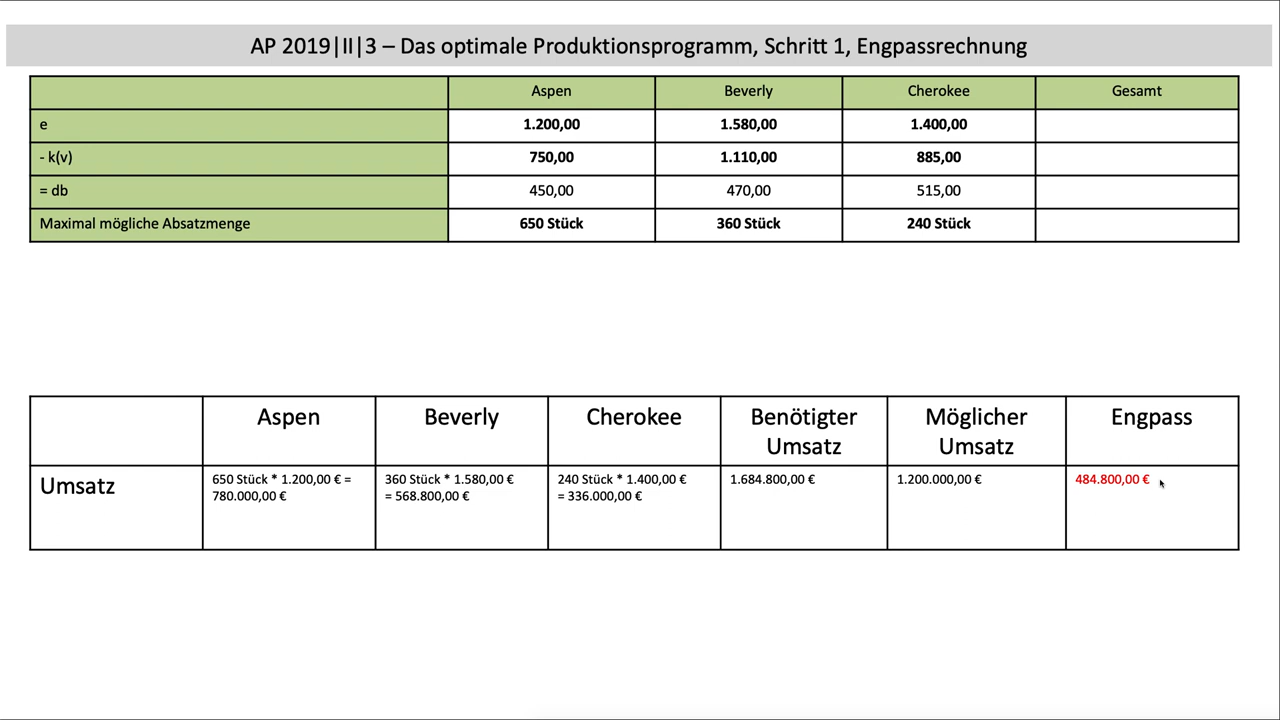 AP 2019|II|3 – Das optimale Produktionsprogramm, Schritt 1, Engpassrechnung
Aspen Beverly Cherokee Gesamt
e 1.200,00 1.580,00 1.400,00
- k(v) 750,00 1.110,00 885,00
= db 450,00 470,00 515,00
Maximal mögliche Absatzmenge 650 Stück 360 Stück 240 Stück
Aspen Beverly Cherokee Benötigter Umsatz Möglicher Umsatz Engpass
Umsatz
650 Stück * 1.200,00 € =
780.000,00 €
360 Stück * 1.580,00 €
= 568.800,00 €
240 Stück * 1.400,00 €
= 336.000,00 €
1.684.800,00 €
1.200.000,00 €
484.800,00 €